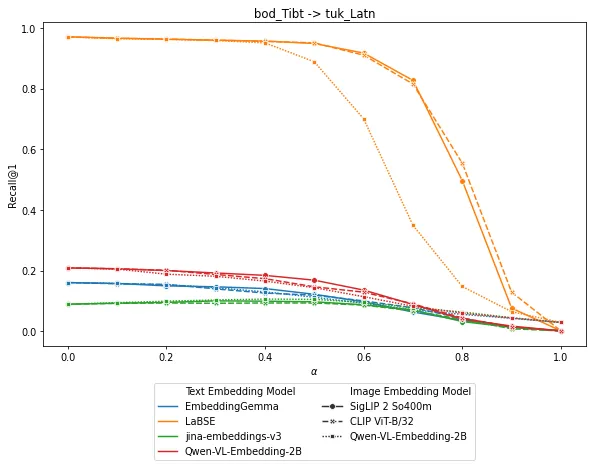 bod_Tibt -> tuk_Latn
1.0
0.8
0.6
0.4
0.2
0.0
Recall@1
0.0 0.2 0.4 0.6 0.8 1.0
α
Text Embedding Model
EmbeddingGemma
LaBSE
jina-embeddings-v3
Qwen-VL-Embedding-2B
Image Embedding Model
SigLIP 2 So400m
CLIP ViT-B/32
Qwen-VL-Embedding-2B